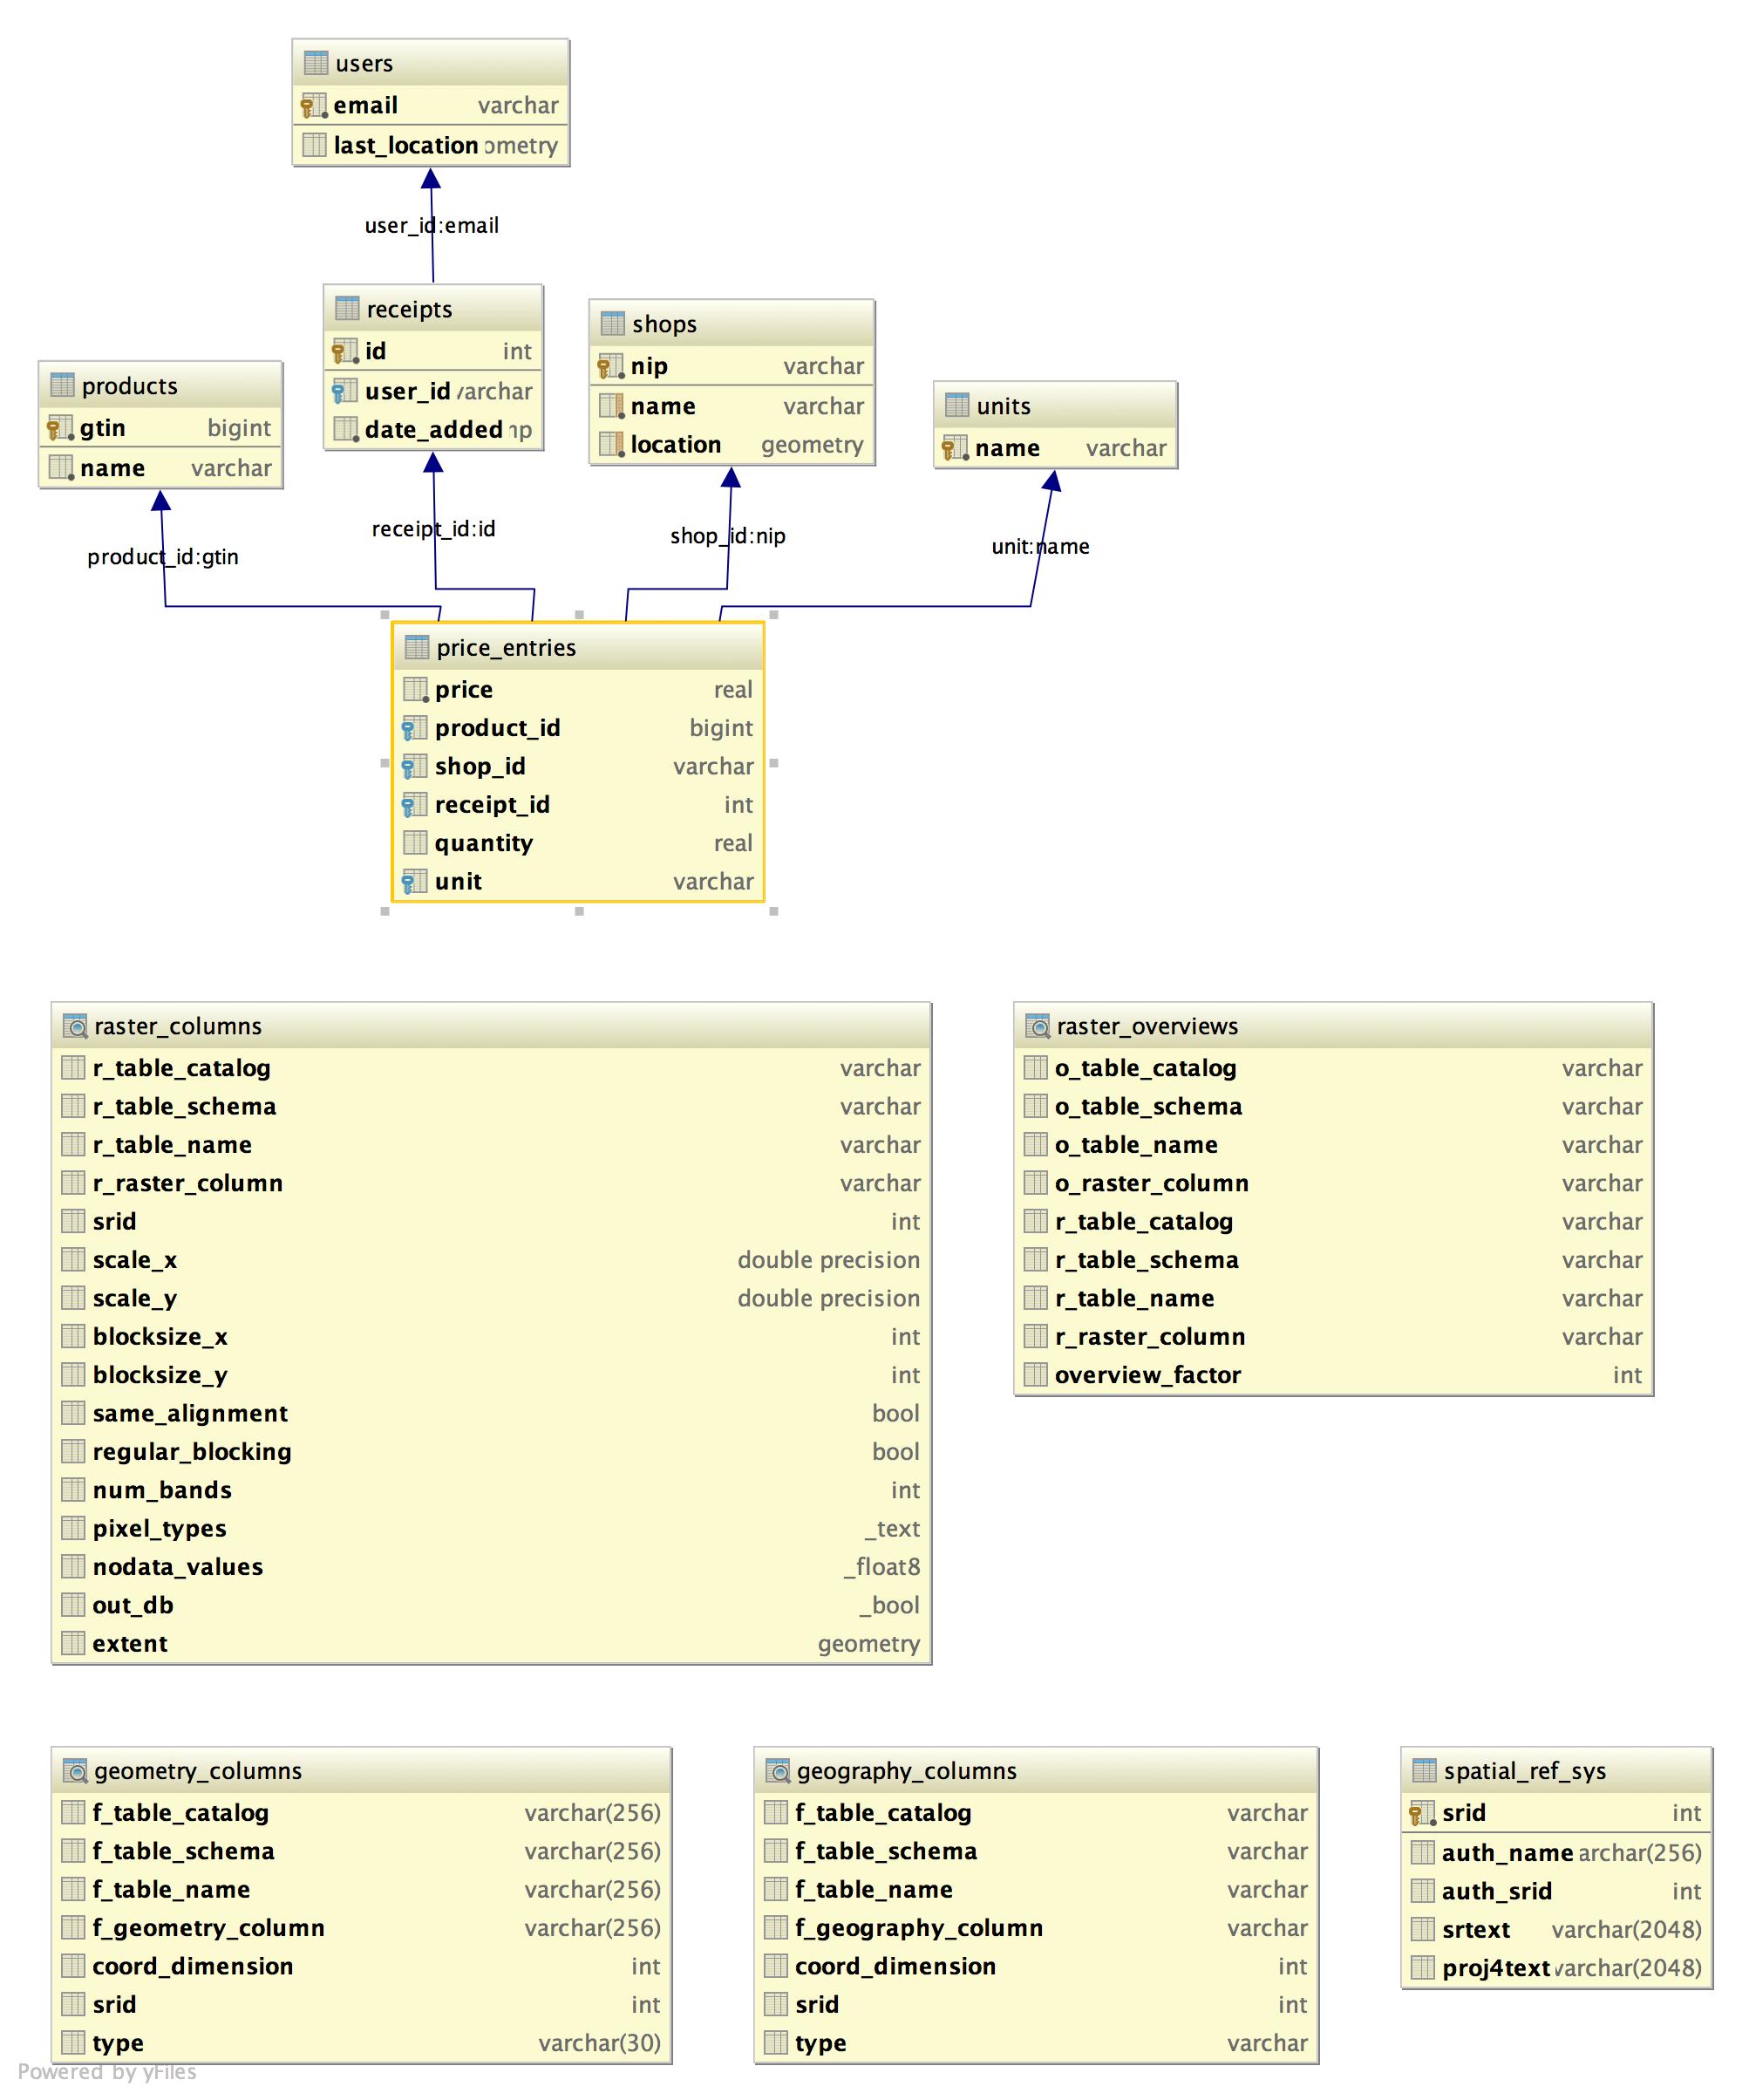 users
email varchar
last_location ometry
user_id:email
receipts
id int
user_id varchar
date_added np
shops
nip varchar
name varchar
location geometry
products
gtin bigint
name varchar
units
name varchar
product_id:gtin
receipt_id:id
shop_id:nip
unit:name
price_entries
price real
product_id bigint
shop_id varchar
receipt_id int
quantity real
unit varchar
raster_columns
r_table_catalog varchar
r_table_schema varchar
r_table_name varchar
r_raster_column varchar
srid int
scale_x double precision
scale_y double precision
blocksize_x int
blocksize_y int
same_alignment bool
regular_blocking bool
num_bands int
pixel_types _text
nodata_values _float8
out_db _bool
extent geometry
raster_overviews
o_table_catalog varchar
o_table_schema varchar
o_table_name varchar
o_raster_column varchar
r_table_catalog varchar
r_table_schema varchar
r_table_name varchar
r_raster_column varchar
overview_factor int
geometry_columns
f_table_catalog varchar(256)
f_table_schema varchar(256)
f_table_name varchar(256)
f_geometry_column varchar(256)
coord_dimension int
srid int
type varchar(30)
geography_columns
f_table_catalog varchar
f_table_schema varchar
f_table_name varchar
f_geography_column varchar
coord_dimension int
srid int
type varchar
spatial_ref_sys
srid int
auth_name archar(256)
auth_srid int
srtext varchar(2048)
proj4text varchar(2048)
Powered by yFiles